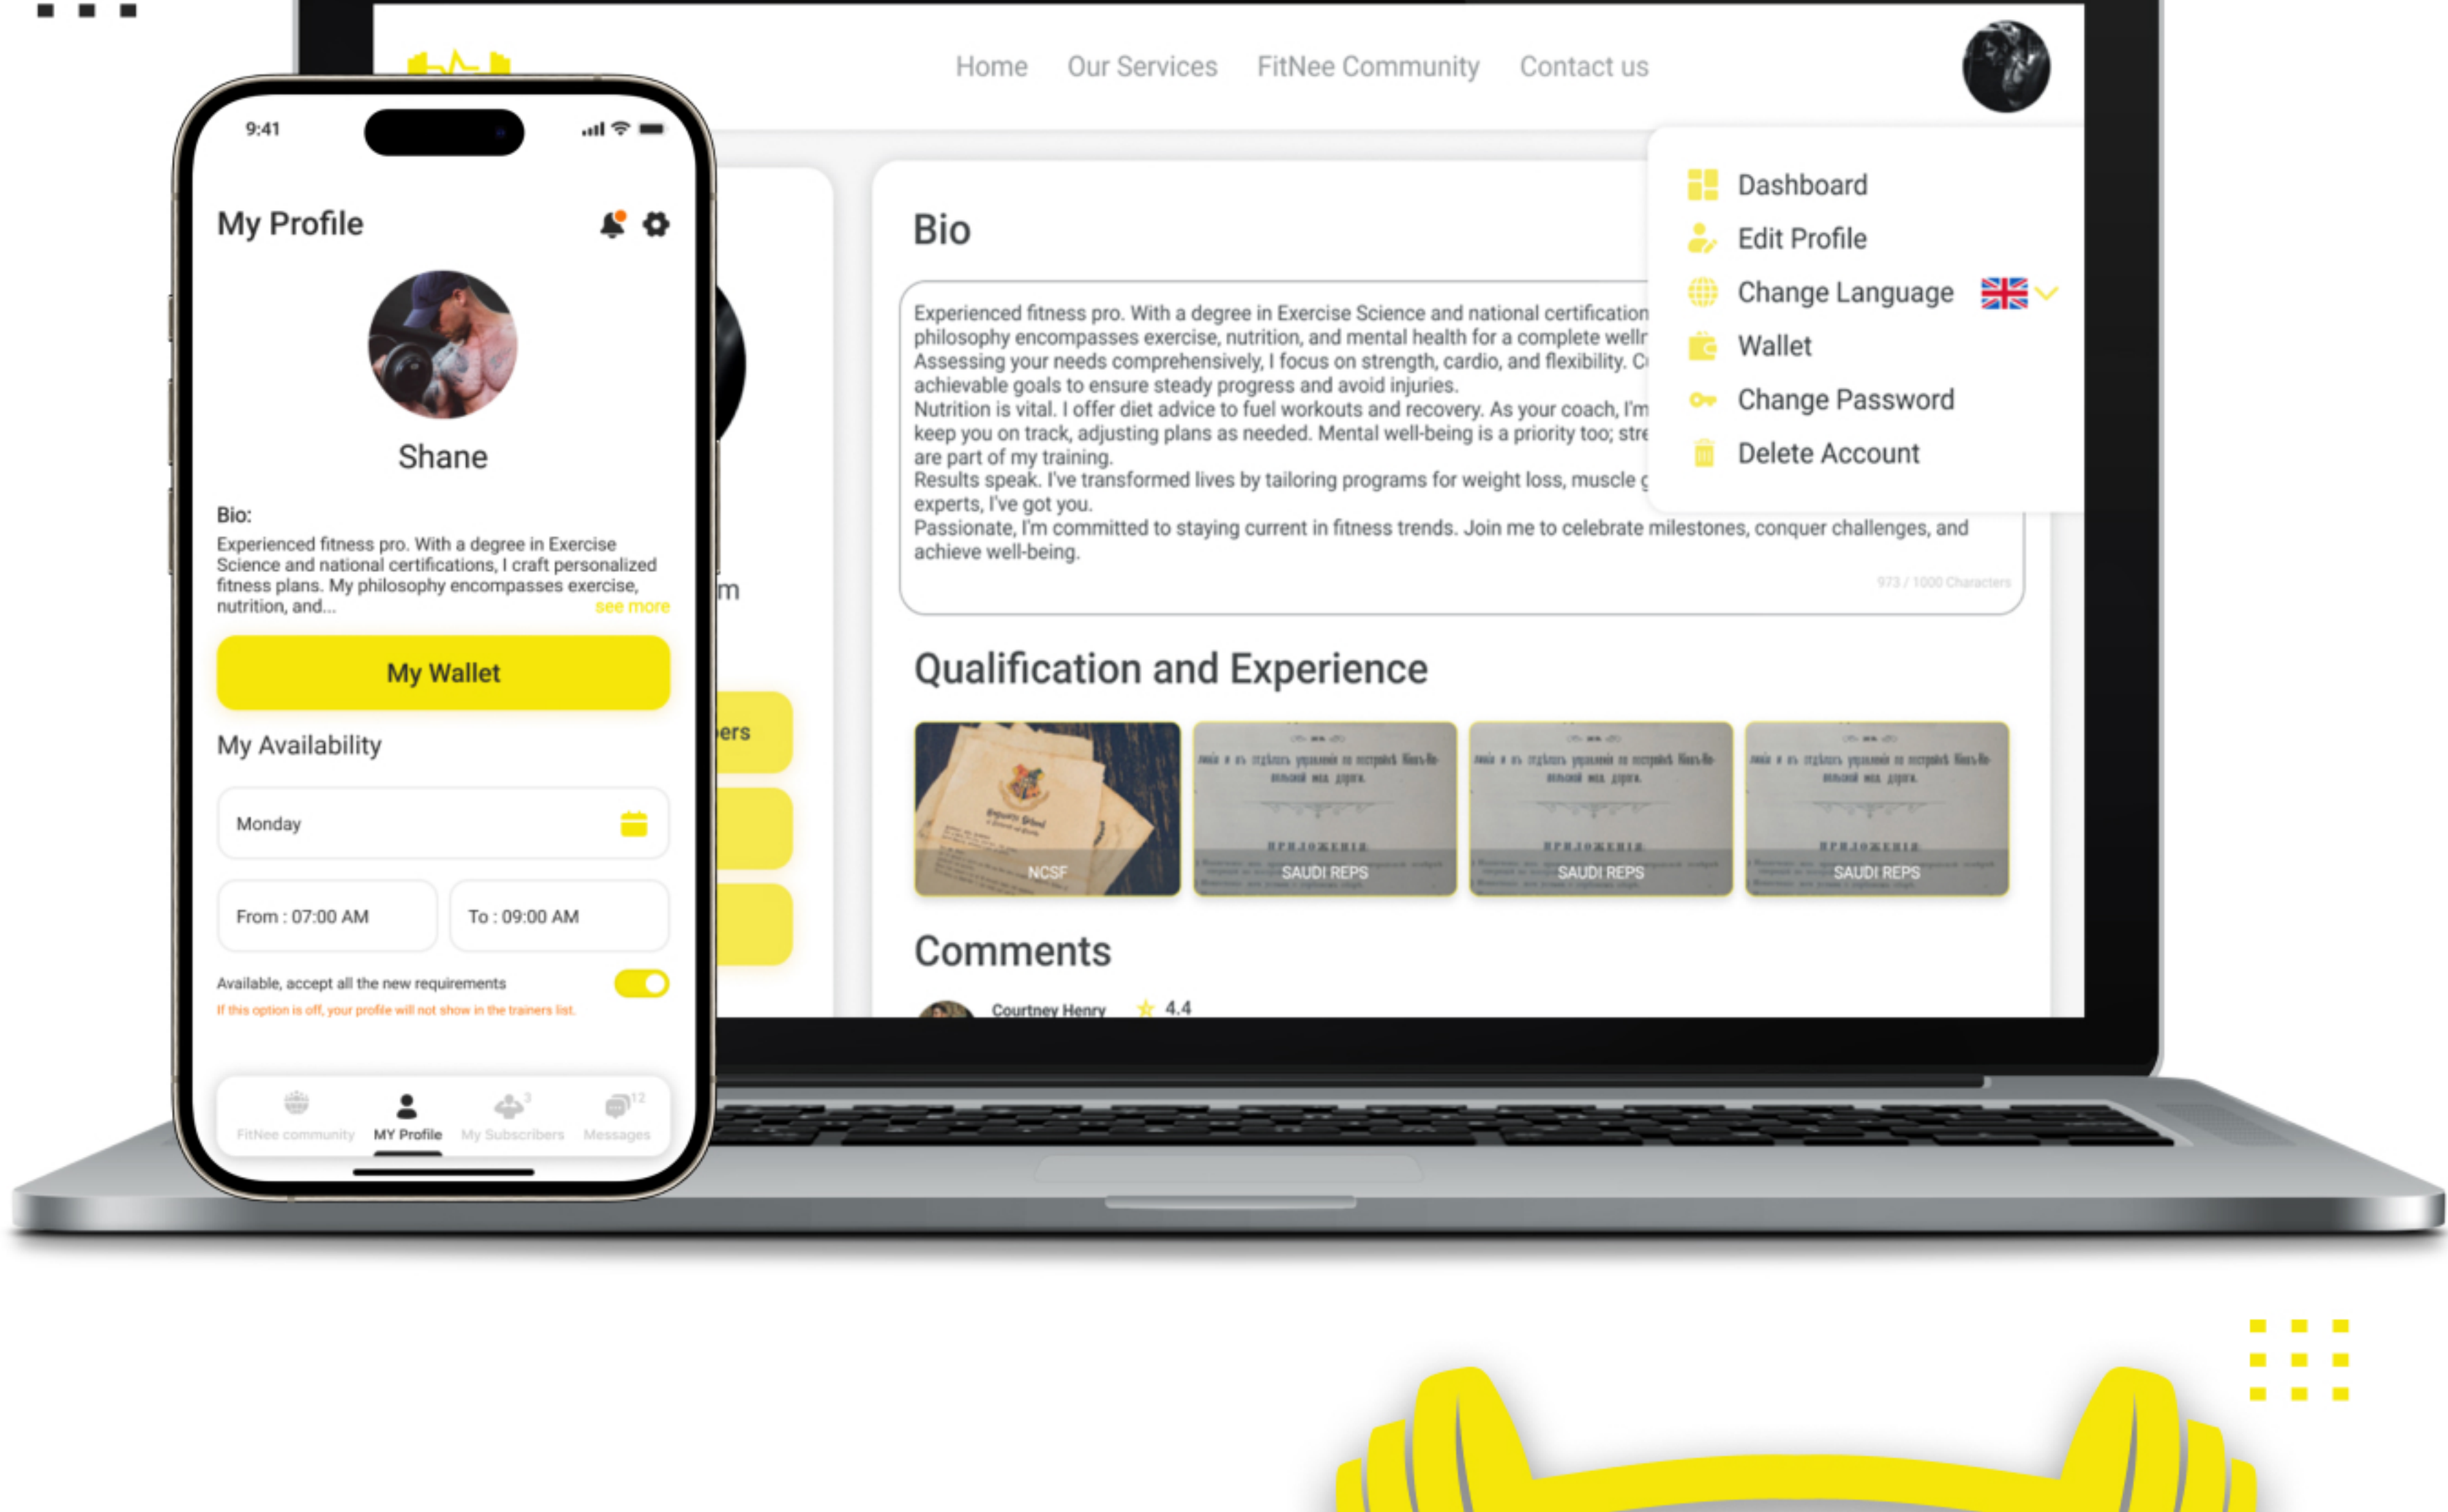 Home Our Services FitNee Community Contact us
Dashboard
Edit Profile
Change Language
Wallet
Change Password
Delete Account
9:41
My Profile
Shane
Bio:
Experienced fitness pro. With a degree in Exercise
Science and national certifications, I craft personalized
fitness plans. My philosophy encompasses exercise,
nutrition, and...
see more
My Wallet
My Availability
Monday
From : 07:00 AM
To : 09:00 AM
Available, accept all the new requirements
If this option is off, your profile will not show in the trainers list.
FitNee community
MY Profile
3
My Subscribers
12
Messages
m
ers
Bio
Experienced fitness pro. With a degree in Exercise Science and national certification
philosophy encompasses exercise, nutrition, and mental health for a complete
Assessing your needs comprehensively, I focus on strength, cardio, and flexibility.
achievable goals to ensure steady progress and avoid injuries.
Nutrition is vital. I offer diet advice to fuel workouts and recovery. As your coach, I'm
keep you on track, adjusting plans as needed. Mental well-being is a priority too; stre
are part of my training.
Results speak. I've transformed lives by tailoring programs for weight loss, muscle g
experts, I've got you.
Passionate, I'm committed to staying current in fitness trends. Join me to celebrate milestones, conquer challenges, and
achieve well-being.
973 / 1000 Characters
Qualification and Experience
NCSF
ПРИЛОЖЕНІЯ
SAUDI REPS
ПРИЛОЖЕНІЯ
SAUDI REPS
ПРИЛОЖЕНІЯ
SAUDI REPS
Comments
Courtney Henry
4.4